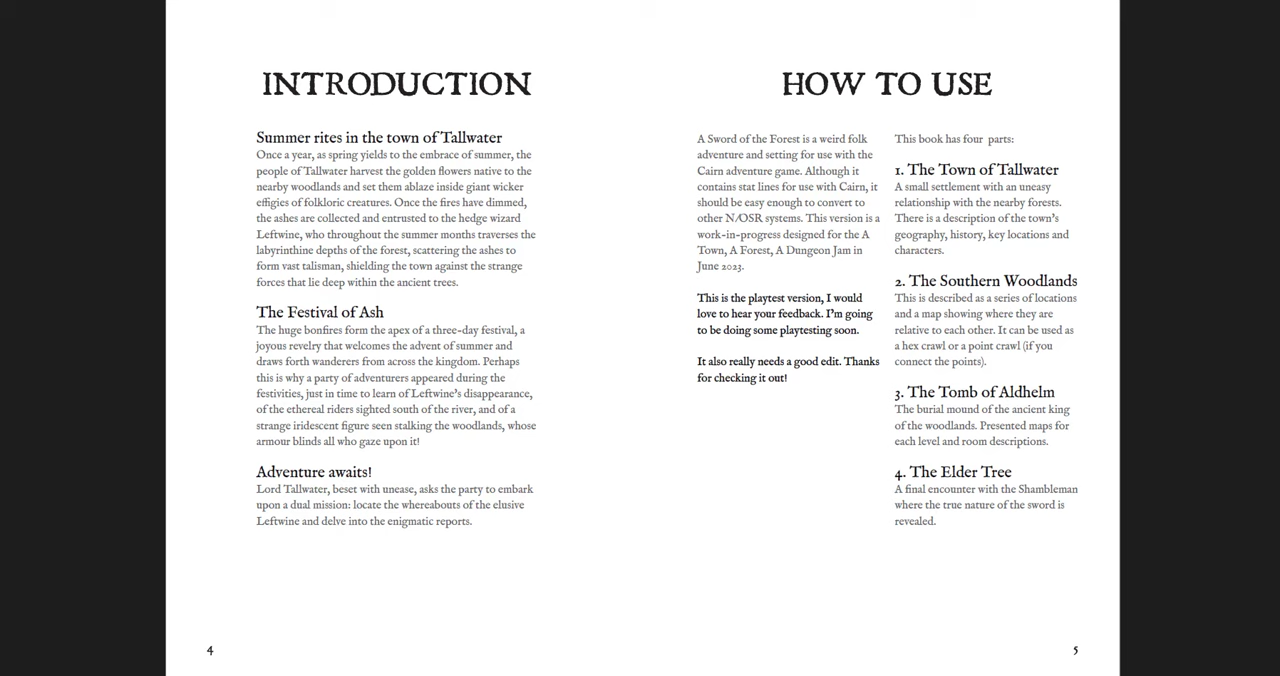 INTRODUCTION
Summer rites in the town of Tallwater
Once a year, as spring yields to the embrace of summer, the
people of Tallwater harvest the golden flowers native to the
nearby woodlands and set them ablaze inside giant wicker
effigies of folkloric creatures. Once the fires have dimmed,
the ashes are collected and entrusted to the hedge wizard
Leftwine, who throughout the summer months traverses the
labyrinthine depths of the forest, scattering the ashes to
form vast talisman, shielding the town against the strange
forces that lie deep within the ancient trees.
The Festival of Ash
The huge bonfires form the apex of a three-day festival, a
joyous revelry that welcomes the advent of summer and
draws forth wanderers from across the kingdom. Perhaps
this is why a party of adventurers appeared during the
festivities, just in time to learn of Leftwine's disappearance,
of the ethereal riders sighted south of the river, and of a
strange iridescent figure seen stalking the woodlands, whose
armour blinds all who gaze upon it!
Adventure awaits!
Lord Tallwater, beset with unease, asks the party to embark
upon a dual mission: locate the whereabouts of the elusive
Leftwine and delve into the enigmatic reports.
4
HOW TO USE
A Sword of the Forest is a weird folk
adventure and setting for use with the
Cairn adventure game. Although it
contains stat lines for use with Cairn, it
should be easy enough to convert to
other N/OSR systems. This version is a
work-in-progress designed for the A
Town, A Forest, A Dungeon Jam in
June 2023.
This is the playtest version, I would
love to hear your feedback. I'm going
to be doing some playtesting soon.
It also really needs a good edit. Thanks
for checking it out!
This book has four parts:
1. The Town of Tallwater
A small settlement with an uneasy
relationship with the nearby forests.
There is a description of the town's
geography, history, key locations and
characters.
2. The Southern Woodlands
This is described as a series of locations
and a map showing where they are
relative to each other. It can be used as
a hex crawl or a point crawl (if you
connect the points).
3. The Tomb of Aldhelm
The burial mound of the ancient king
of the woodlands. Presented maps for
each level and room descriptions.
4. The Elder Tree
A final encounter with the Shambleman
where the true nature of the sword is
revealed.
5